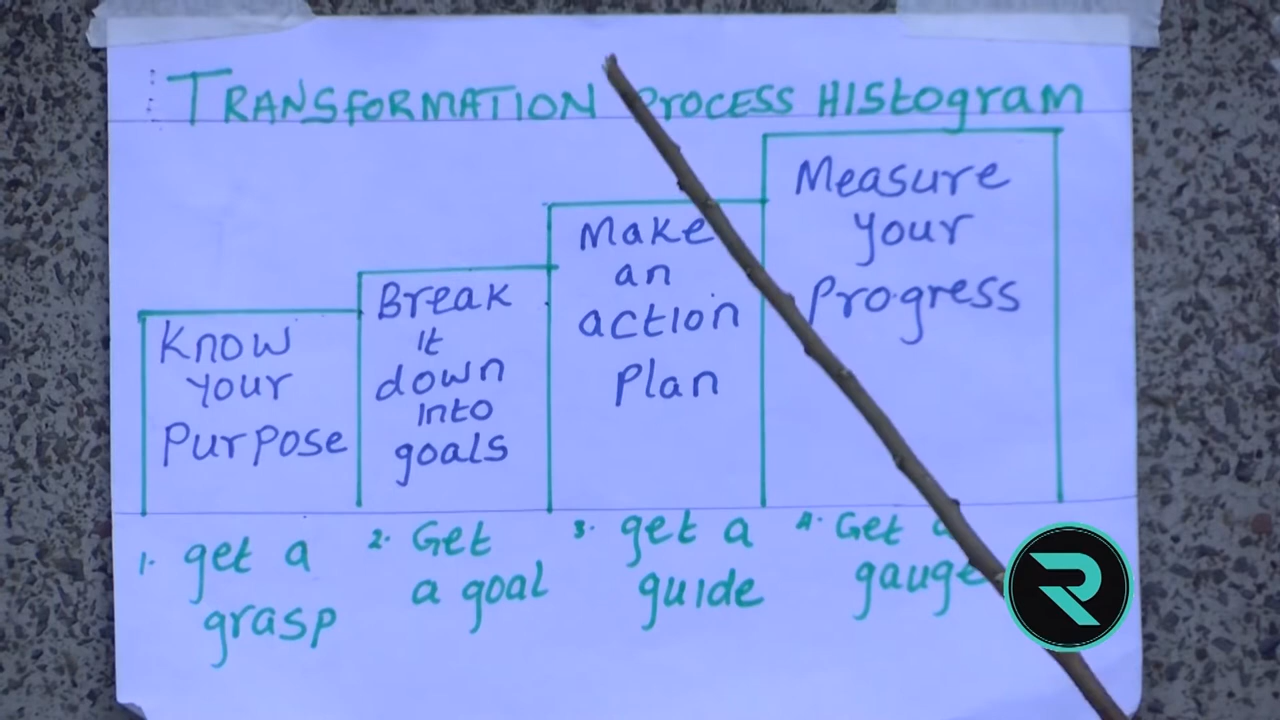 TRANSFORMATION PROCESS HIStogram
Know
your
Purpose
Break
it
down
into
goals
Make
an
action
Plan
Measure
your
Progress
1. get a
grasp
2. Get
a goal
3. get a
guide
4. Get a
gauge
R